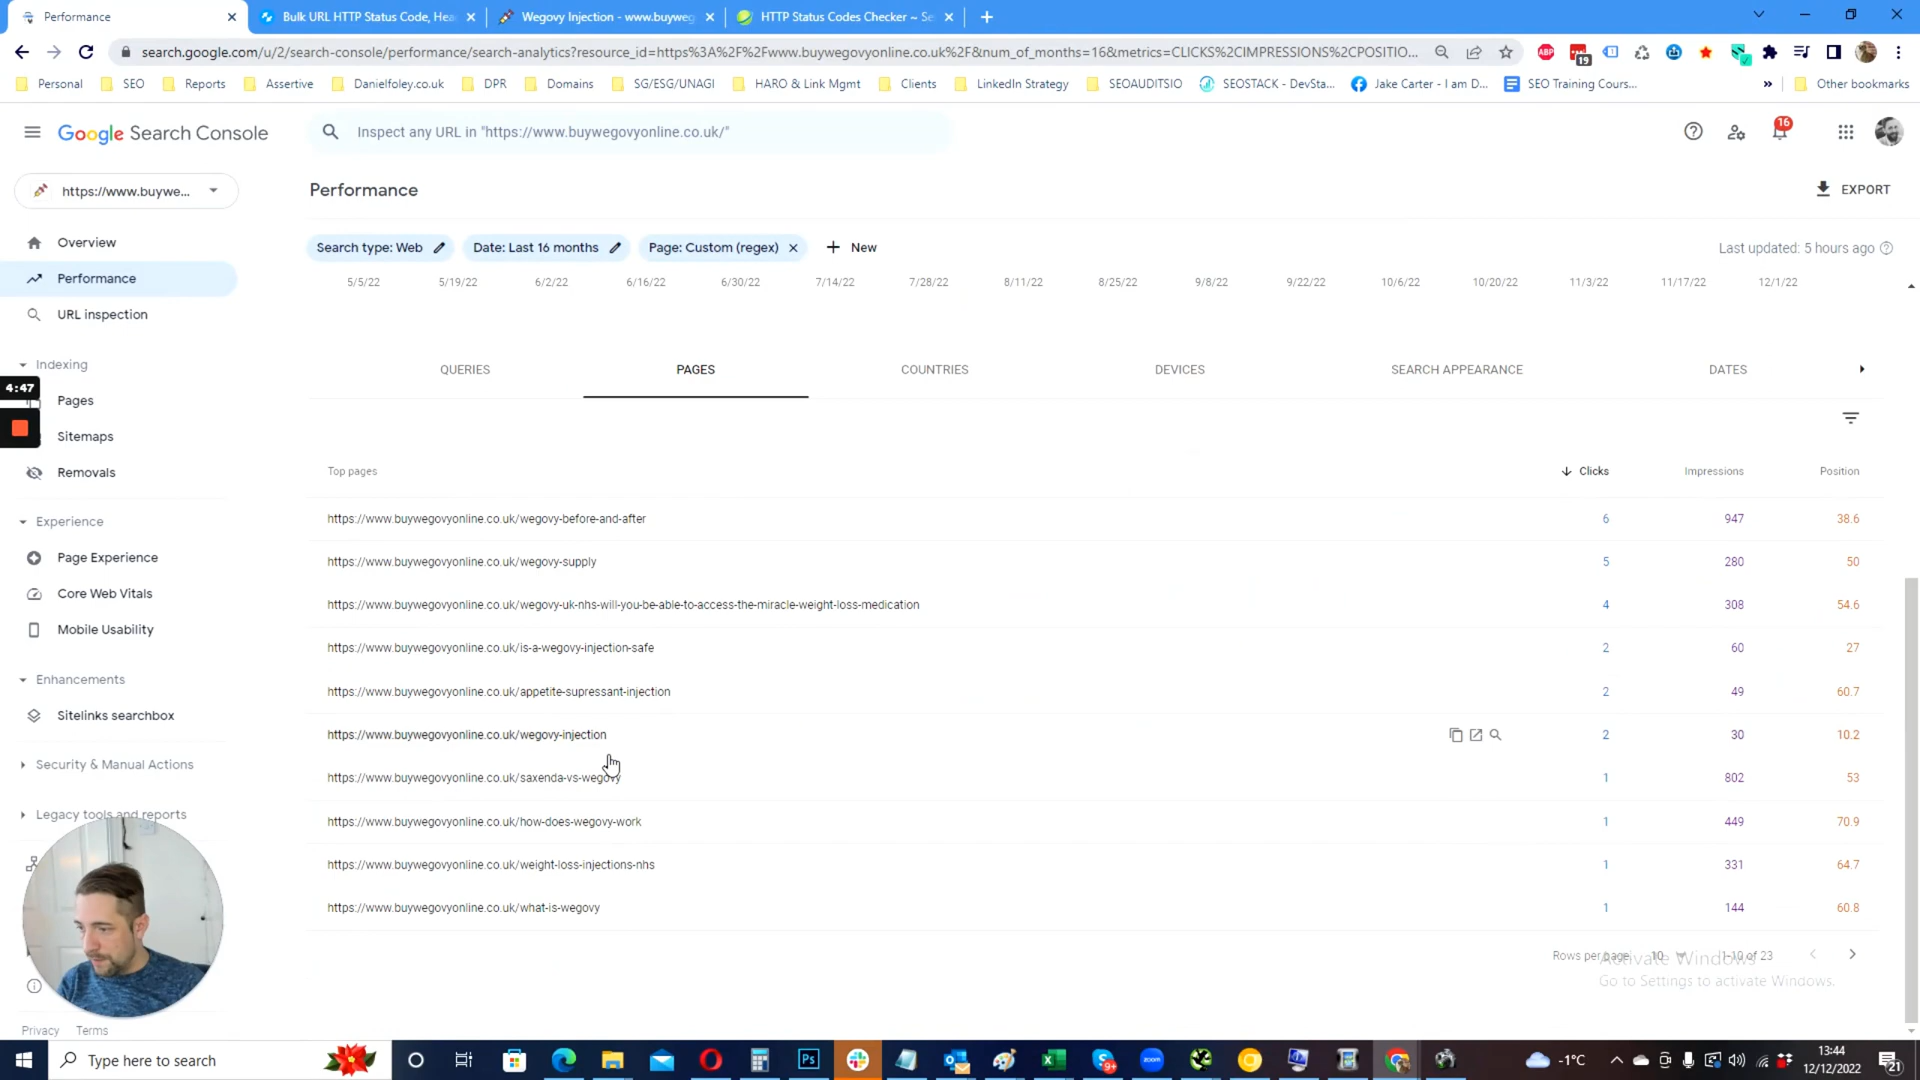 Performance
Bulk URL HTTP Status Code, Hea
Wegovy Injection - www.buyweg
HTTP Status Codes Checker ~ Se
search.google.com/u/2/search-console/performance/search-analytics?resource_id=https%3A%2F%2Fwww.buywegovyonline.co.uk%2F&num_of_months=16&metrics=CLICKS%2CIMPRESSIONS%2CPOSITIO...
19
Personal
SEO
Reports
Assertive
Danielfoley.co.uk
DPR
Domains
SG/ESG/UNAGI
HARO & Link Mgmt
Clients
LinkedIn Strategy
SEOAUDITSIO
SEOSTACK - DevSta...
Jake Carter - I am D...
SEO Training Cours...
»
Other bookmarks
Google Search Console
Inspect any URL in "https://www.buywegovyonline.co.uk/"
16
https://www.buywe...
Performance
EXPORT
Overview
Performance
URL inspection
Indexing
4:47
Pages
Sitemaps
Removals
Experience
Page Experience
Core Web Vitals
Mobile Usability
Enhancements
Sitelinks searchbox
Security & Manual Actions
Legacy tools and reports
Privacy Terms
Search type: Web
Date: Last 16 months
Page: Custom (regex)
+ New
Last updated: 5 hours ago
5/5/22 5/19/22 6/2/22 6/16/22 6/30/22 7/14/22 7/28/22 8/11/22 8/25/22 9/8/22 9/22/22 10/6/22 10/20/22 11/3/22 11/17/22 12/1/22
QUERIES PAGES COUNTRIES DEVICES SEARCH APPEARANCE DATES
Top pages Clicks Impressions Position
https://www.buywegovyonline.co.uk/wegovy-before-and-after 6 947 38.6
https://www.buywegovyonline.co.uk/wegovy-supply 5 280 50
https://www.buywegovyonline.co.uk/wegovy-uk-nhs-will-you-be-able-to-access-the-miracle-weight-loss-medication 4 308 54.6
https://www.buywegovyonline.co.uk/is-a-wegovy-injection-safe 2 60 27
https://www.buywegovyonline.co.uk/appetite-supressant-injection 2 49 60.7
https://www.buywegovyonline.co.uk/wegovy-injection 2 30 10.2
https://www.buywegovyonline.co.uk/saxenda-vs-wegovy 1 802 53
https://www.buywegovyonline.co.uk/how-does-wegovy-work 1 449 70.9
https://www.buywegovyonline.co.uk/weight-loss-injections-nhs 1 331 64.7
https://www.buywegovyonline.co.uk/what-is-wegovy 1 144 60.8
Rows per page: 10 1-10 of 23
Activate Windows
Go to Settings to activate Windows.
Type here to search
Ps
9+
zoom
-1°C
13:44
12/12/2022
21